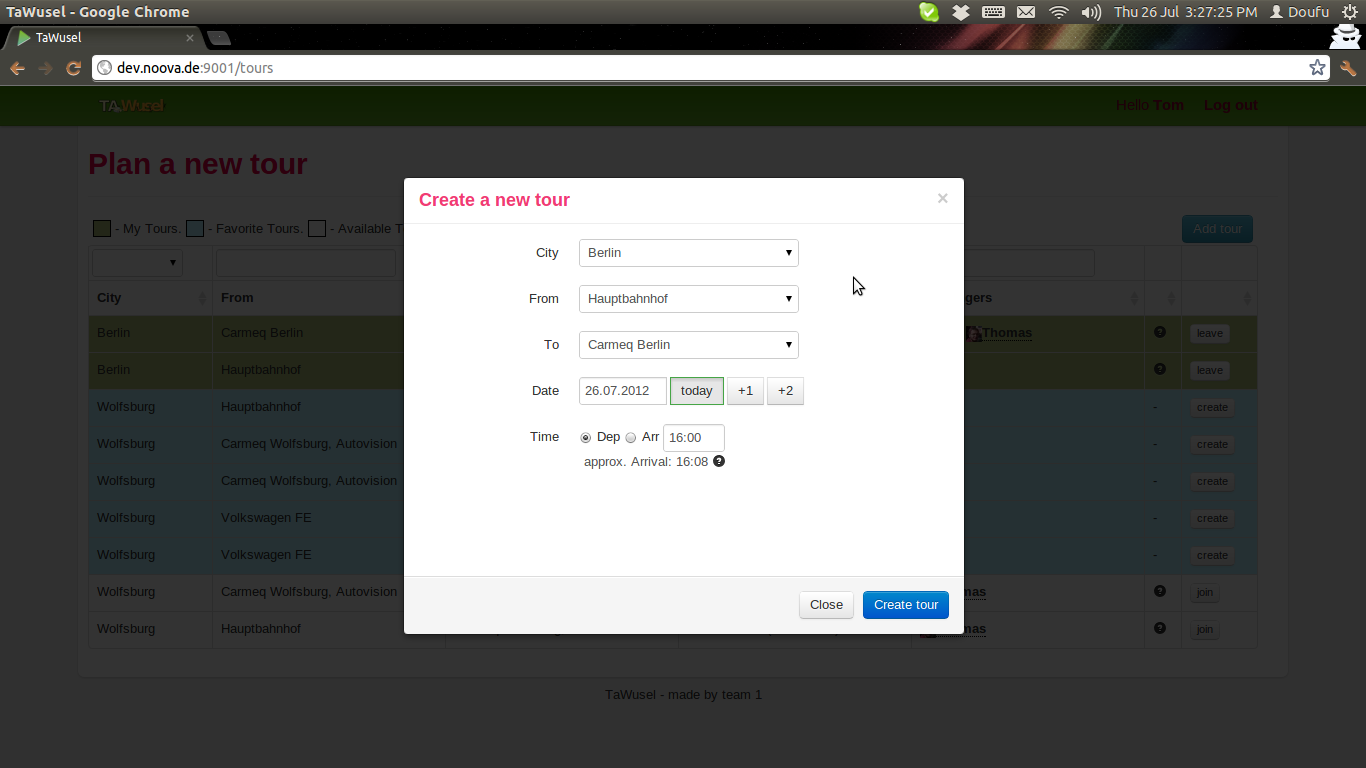 TaWusel - Google Chrome
Thu 26 Jul 3:27:25 PM Doufu
TaWusel
dev.noova.de:9001/tours
TAWusel
Hello Tom Log out
Plan a new tour
- My Tours. - Favorite Tours. - Available T
Add tour
City From gers
Berlin Carmeq Berlin Thomas leave
Berlin Hauptbahnhof leave
Wolfsburg Hauptbahnhof - create
Wolfsburg Carmeq Wolfsburg, Autovision - create
Wolfsburg Carmeq Wolfsburg, Autovision - create
Wolfsburg Volkswagen FE - create
Wolfsburg Volkswagen FE - create
Wolfsburg Carmeq Wolfsburg, Autovision mas join
Wolfsburg Hauptbahnhof mas join
Create a new tour ×
City Berlin
From Hauptbahnhof
To Carmeq Berlin
Date 26.07.2012 today +1 +2
Time Dep Arr 16:00
approx. Arrival: 16:08
Close Create tour
TaWusel - made by team 1